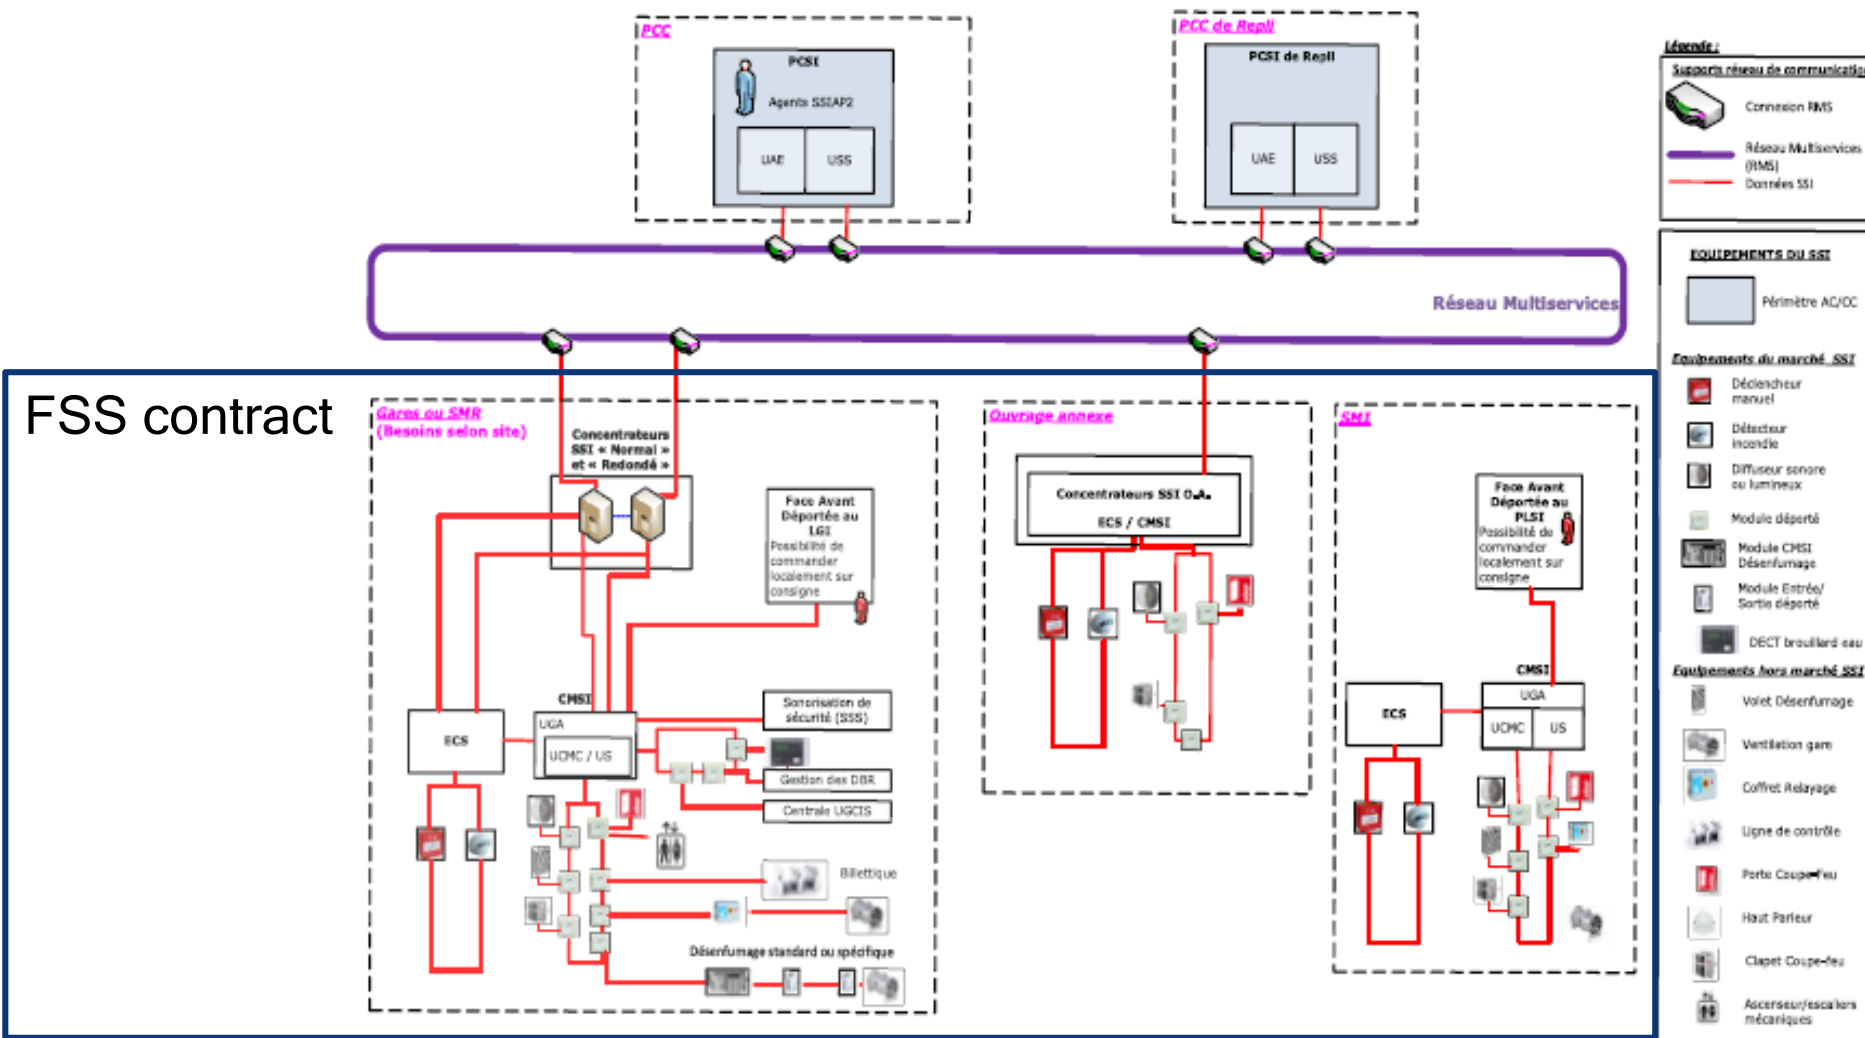 PCC
PCSI
Agents SSIAP2
UAE
USS
PCC de Repli
PCSI de Repli
UAE
USS
Réseau Multiservices
FSS contract
Gares ou SMR
(Besoins selon site)
Concentrateurs
SSI « Normal »
et « Redondé »
Face Avant
Déportée au
LGI
Possibilité de
commander
localement sur
consigne
ECS
CMSI
UGA
UCMC / US
Sonorisation de
sécurité (SSS)
Gestion des DBR
Centrale UGCIS
Billettique
Désenfumage standard ou spécifique
Ouvrage annexe
Concentrateurs SSI O.A.
ECS / CMSI
SMI
Face Avant
Déportée au
PLSI
Possibilité de
commander
localement sur
consigne
ECS
CMSI
UGA
UCMC
US
Légende :
Supports réseau de communicatio
Connexion RMS
Réseau Multiservices
(RMS)
Données SSI
EQUIPEMENTS DU SSI
Périmètre AC/CC
Equipements du marché SSI
Déclencheur
manuel
Détecteur
incendie
Diffuseur sonore
ou lumineux
Module déporté
Module CMSI
Désenfumage
Module Entrée/
Sortie déporté
DECT brouillard eau
Equipements hors marché SSI
Volet Désenfumage
Ventilation gare
Coffret Relayage
Ligne de contrôle
Porte Coupe-Feu
Haut Parleur
Clapet Coupe-feu
Ascenseur/escaliers
mécaniques